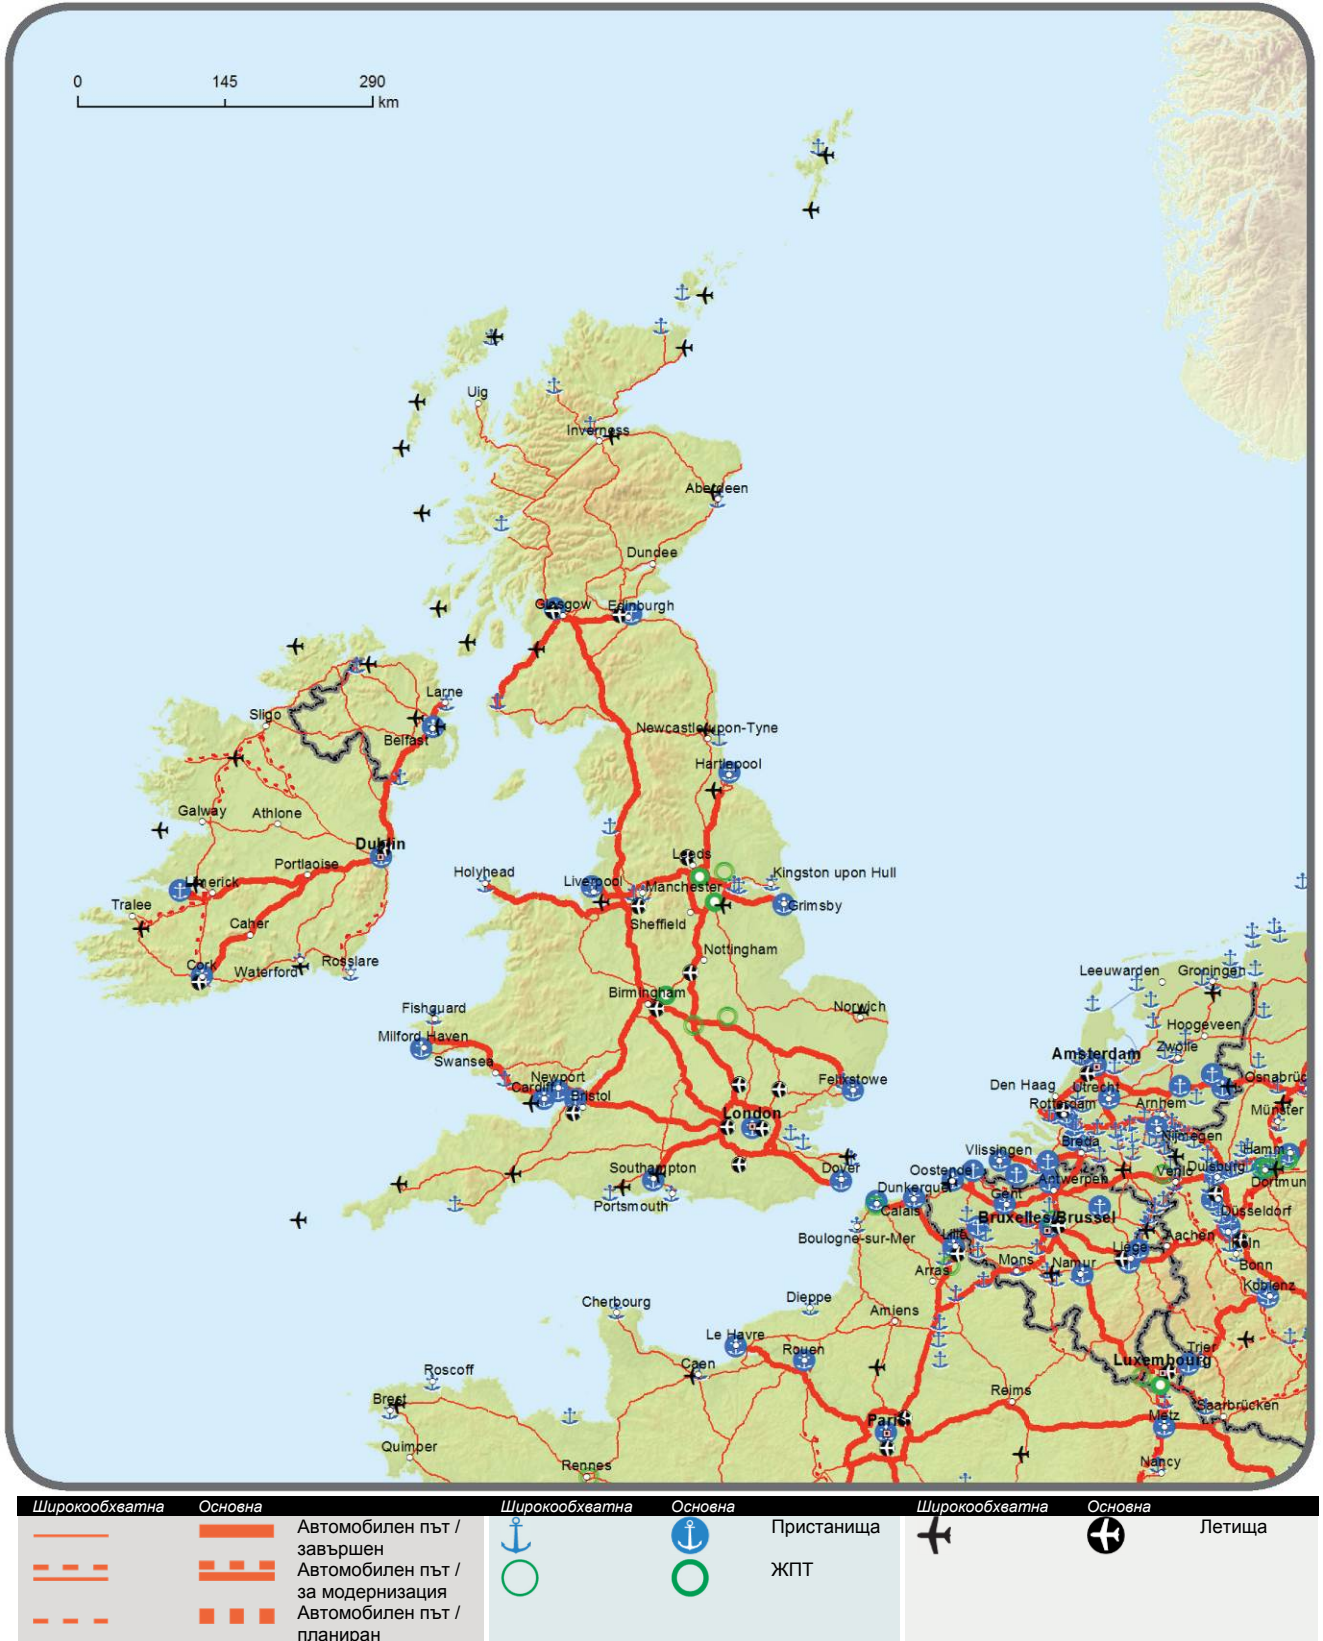 0 145 290
km
Uig
Inverness
Aberdeen
Dundee
Glasgow Edinburgh
Larne
Sligo
Belfast
Newcastle-upon-Tyne
Hartlepool
Galway Athlone
Dublin
Portlaoise
Leeds
Holyhead Liverpool Manchester Kingston upon Hull
Limerick
Tralee
Grimsby
Sheffield
Caher
Nottingham
Cork Waterford Rosslare
Leeuwarden Groningen
Birmingham
Fishguard
Norwich
Hoogeveen
Milford Haven
Zwolle
Amsterdam
Swansea
Newport
Cardiff Bristol
Felixstowe
Den Haag Utrecht
Osnabrüc
Rotterdam Arnhem
Münster
London
Nijmegen
Breda
Vlissingen
Hamm
Southampton
Dover
Oostende
Venlo Duisburg
Dortmun
Antwerpen
Dunkerque
Gent
Portsmouth
Calais
Düsseldorf
Bruxelles/Brussel
Boulogne-sur-Mer
Lille
Aachen Köln
Liège
Mons Namur
Arras
Bonn
Koblenz
Dieppe
Cherbourg
Amiens
Le Havre
Rouen
Trier
Caen
Luxembourg
Roscoff
Brest
Reims
Saarbrücken
Paris
Metz
Quimper
Rennes
Nancy
Широкообхватна Основна Широкообхватна Основна Широкообхватна Основна
Автомобилен път /
завършен
Пристанища
Летища
Автомобилен път /
за модернизация
ЖПТ
Автомобилен път /
планиран